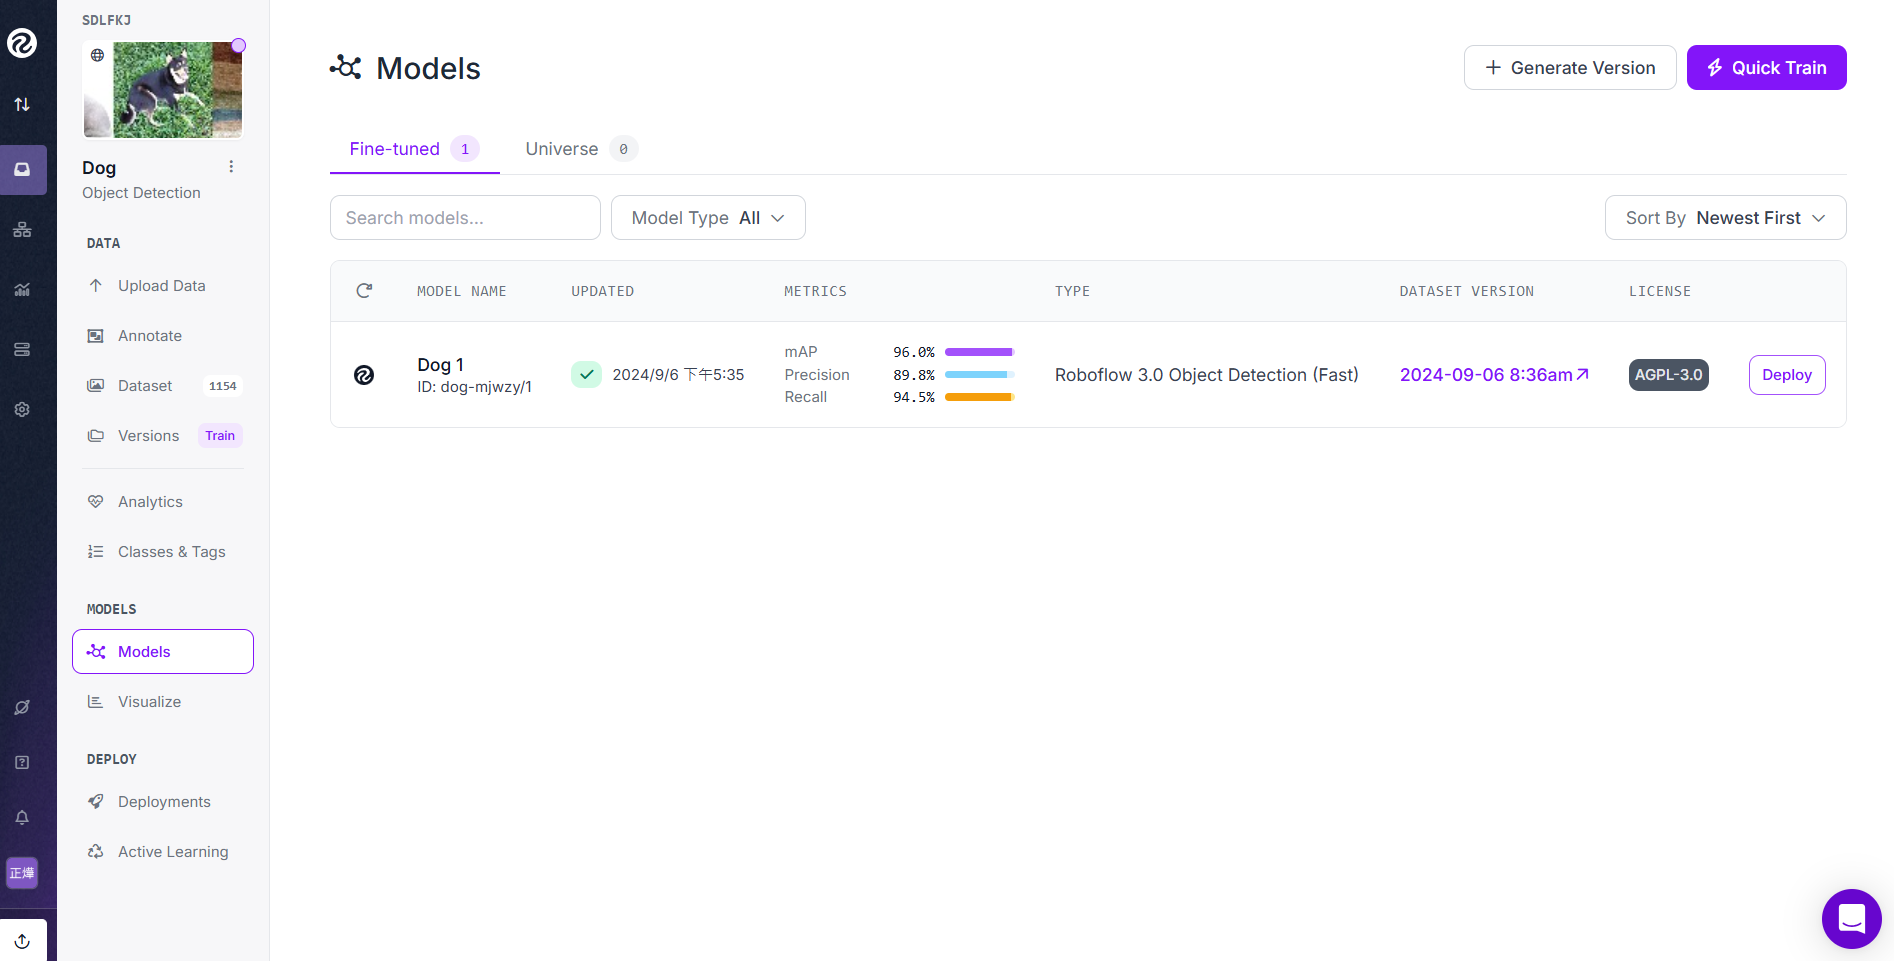 SDLFKJ
Dog
Object Detection
DATA
Upload Data
Annotate
Dataset 1154
Versions Train
Analytics
Classes & Tags
MODELS
Models
Visualize
DEPLOY
Deployments
Active Learning
正燁
Models
Generate Version
Quick Train
Fine-tuned 1
Universe 0
Search models...
Model Type All
Sort By Newest First
MODEL NAME UPDATED METRICS TYPE DATASET VERSION LICENSE
Dog 1
ID: dog-mjwzy/1
2024/9/6 下午5:35
mAP 96.0%
Precision 89.8%
Recall 94.5%
Roboflow 3.0 Object Detection (Fast)
2024-09-06 8:36am
AGPL-3.0
Deploy